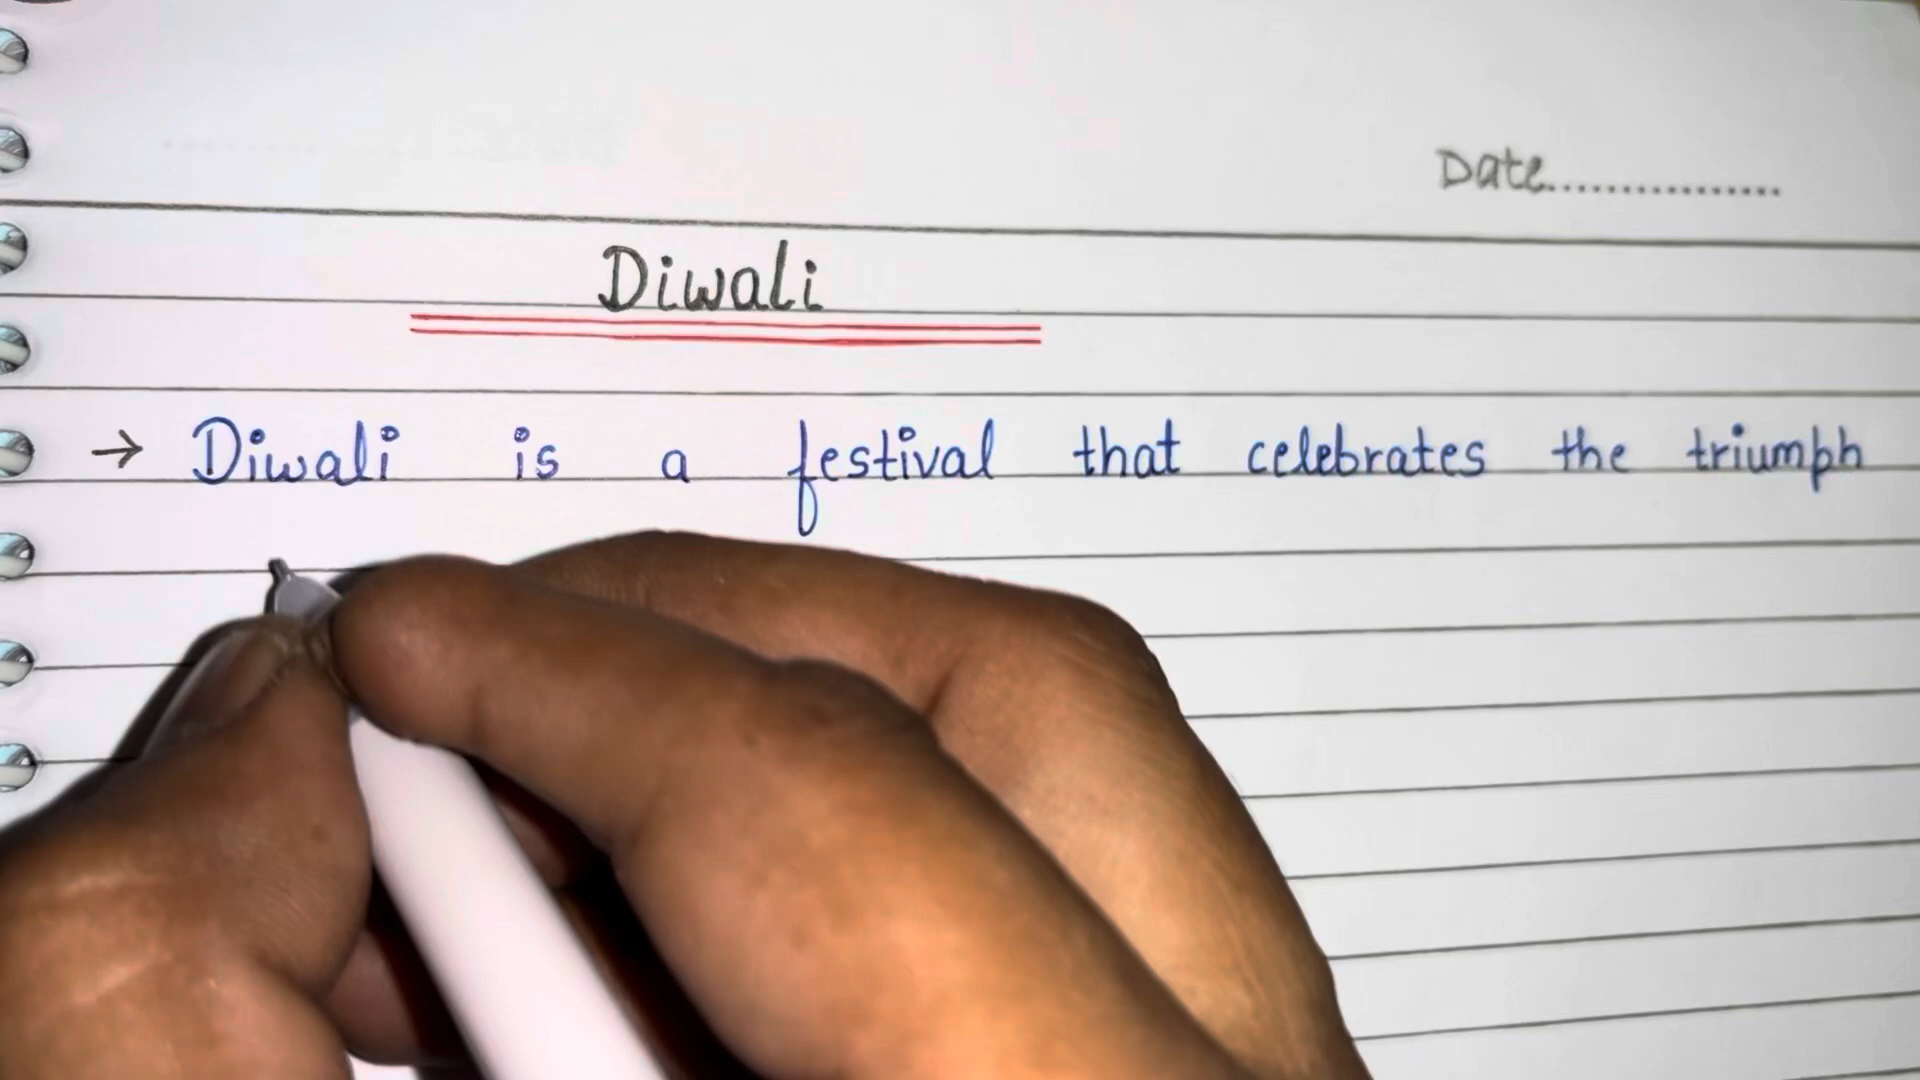 Date................
Diwali
→ Diwali is a festival that celebrates the triumph